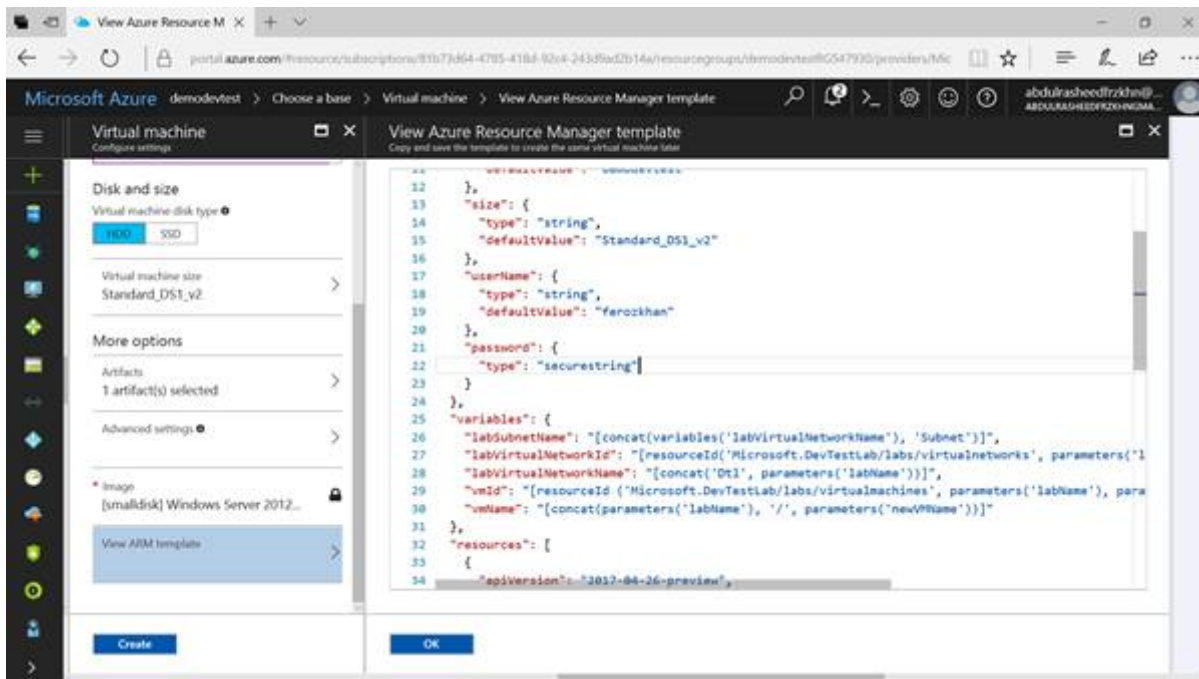 View Azure Resource M
portal.azure.com
Microsoft Azure demodevtest > Choose a base > Virtual machine > View Azure Resource Manager template
abdulrasheedfrzkhn@...
Virtual machine
Configure settings
View Azure Resource Manager template
Copy and save the template to create the same virtual machine later
Disk and size
Virtual machine disk type
HDD SSD
Virtual machine size
Standard_DS1_v2
More options
Artifacts
1 artifact(s) selected
Advanced settings
* Image
[smalldisk] Windows Server 2012...
View ARM template
Create
12 },
13 "size": {
14 "type": "string",
15 "defaultValue": "Standard_DS1_v2"
16 },
17 "userName": {
18 "type": "string",
19 "defaultValue": "ferozkhan"
20 },
21 "password": {
22 "type": "securestring"
23 }
24 },
25 "variables": {
26 "labSubnetName": "[concat(variables('labVirtualNetworkName'), 'Subnet')]",
27 "labVirtualNetworkId": "[resourceId('Microsoft.DevTestLab/labs/virtualnetworks', parameters('l
28 "labVirtualNetworkName": "[concat('Dtl', parameters('labName'))]",
29 "vmId": "[resourceId ('Microsoft.DevTestLab/labs/virtualmachines', parameters('labName'), para
30 "vmName": "[concat(parameters('labName'), '/', parameters('newVMName'))]"
31 },
32 "resources": [
33 {
34 "apiVersion": "2017-04-26-preview",
OK